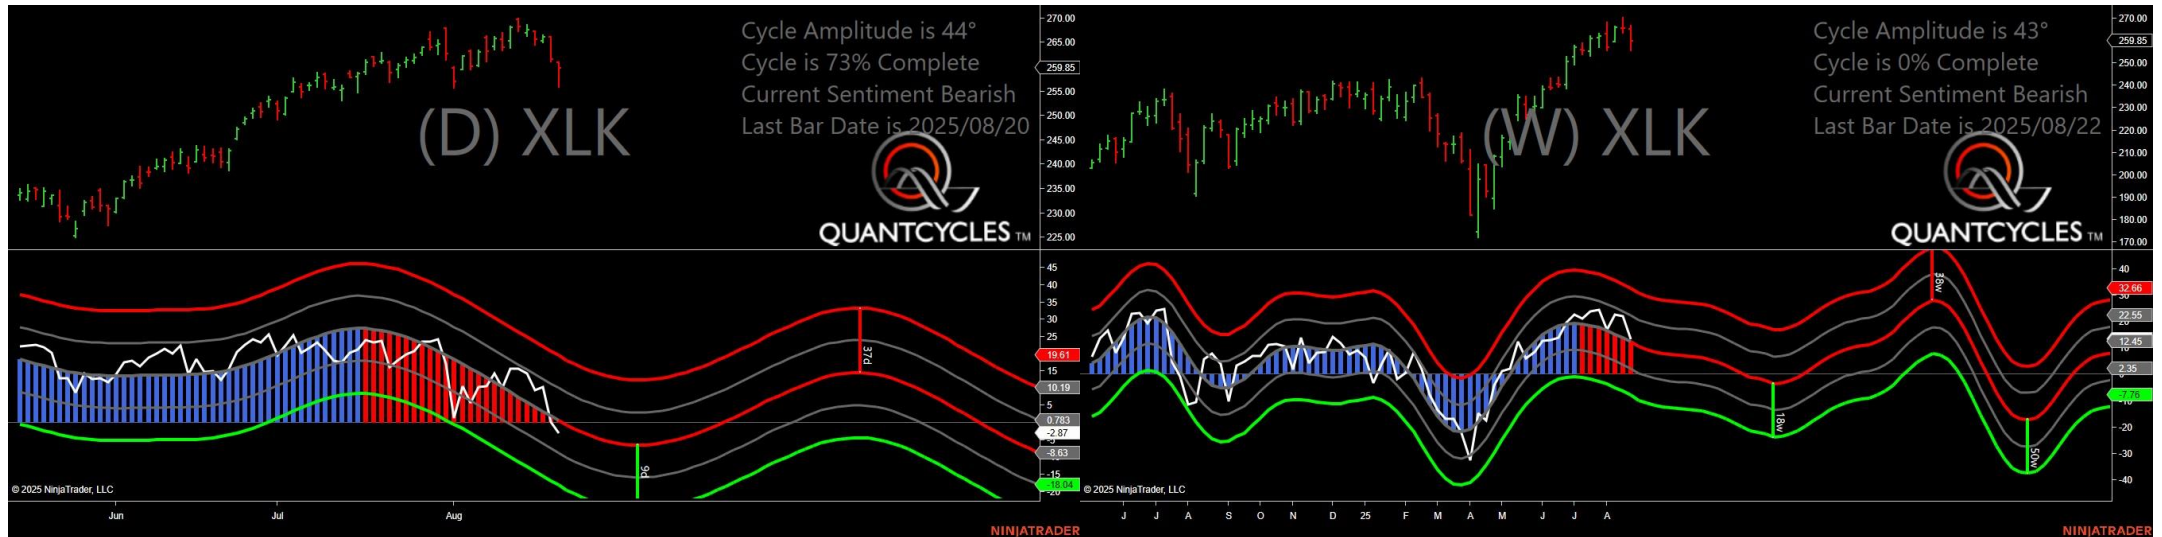 Cycle Amplitude is 44°
Cycle is 73% Complete
Current Sentiment Bearish
Last Bar Date is 2025/08/20
(D) XLK
QUANTCYCLES TM
270.00
265.00
259.85
255.00
250.00
245.00
240.00
235.00
230.00
225.00
45
40
35
30
25
19.61
15
10.19
5
0.783
-2.87
-8.63
-15
-18.04
37d
9d
© 2025 NinjaTrader, LLC
Jun
Jul
Aug
NINJATRADER
Cycle Amplitude is 43°
Cycle is 0% Complete
Current Sentiment Bearish
Last Bar Date is 2025/08/22
(W) XLK
QUANTCYCLES TM
270.00
259.85
250.00
240.00
230.00
220.00
210.00
200.00
190.00
180.00
170.00
40
32.66
22.55
12.45
2.35
-7.76
-20
-30
-40
38w
18w
50w
© 2025 NinjaTrader, LLC
J J A S O N D 25 F M A M J J A
NINJATRADER